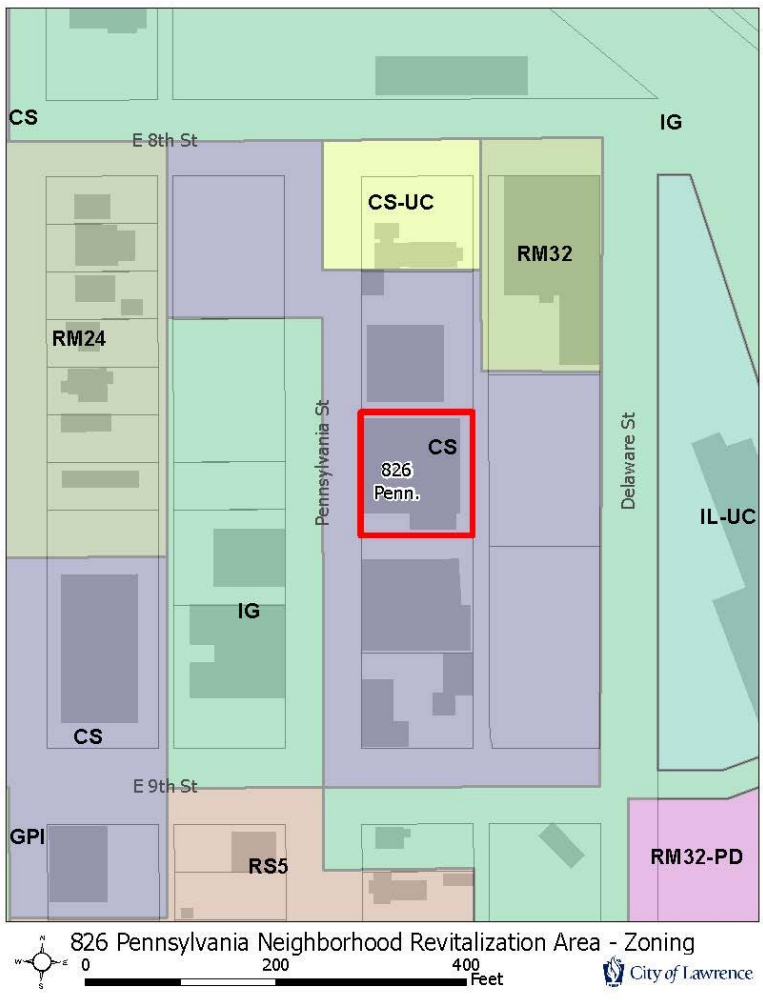 CS
E 8th St
IG
CS-UC
RM32
RM24
Pennsylvania St
CS
826
Penn.
Delaware St
IL-UC
IG
CS
E 9th St
GPI
RS5
RM32-PD
826 Pennsylvania Neighborhood Revitalization Area - Zoning
N
W
E
S
0 200 400
Feet
City of Lawrence